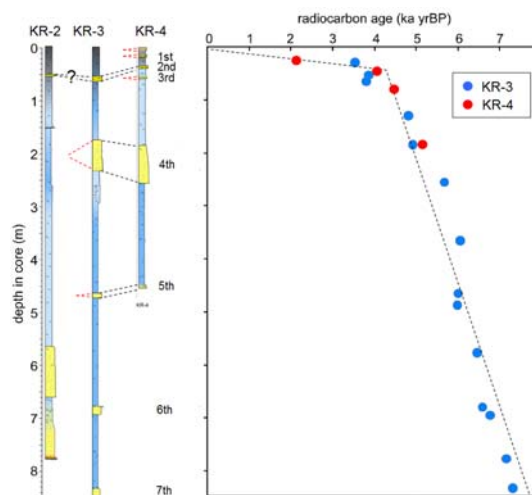 KR-2 KR-3 KR-4
0
1
2
3
4
5
6
7
8
depth in core (m)
?
1st
2nd
3rd
4th
5th
6th
7th
KR-4
radiocarbon age (ka yrBP)
0 1 2 3 4 5 6 7
KR-3
KR-4